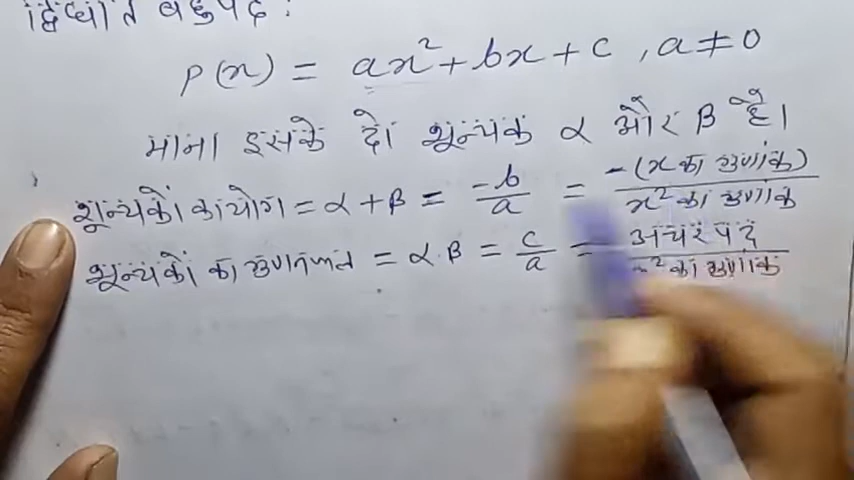 द्विघात बहुपद :
p(x) = ax² + bx + c , a ≠ 0
माना इसके दो शून्यक α और β है।
शून्यकों का योग = α + β = -b/a = -(x का गुणांक)/x² का गुणांक
शून्यकों का गुणनफल = α·β = c/a = अचर पद/x² का गुणांक